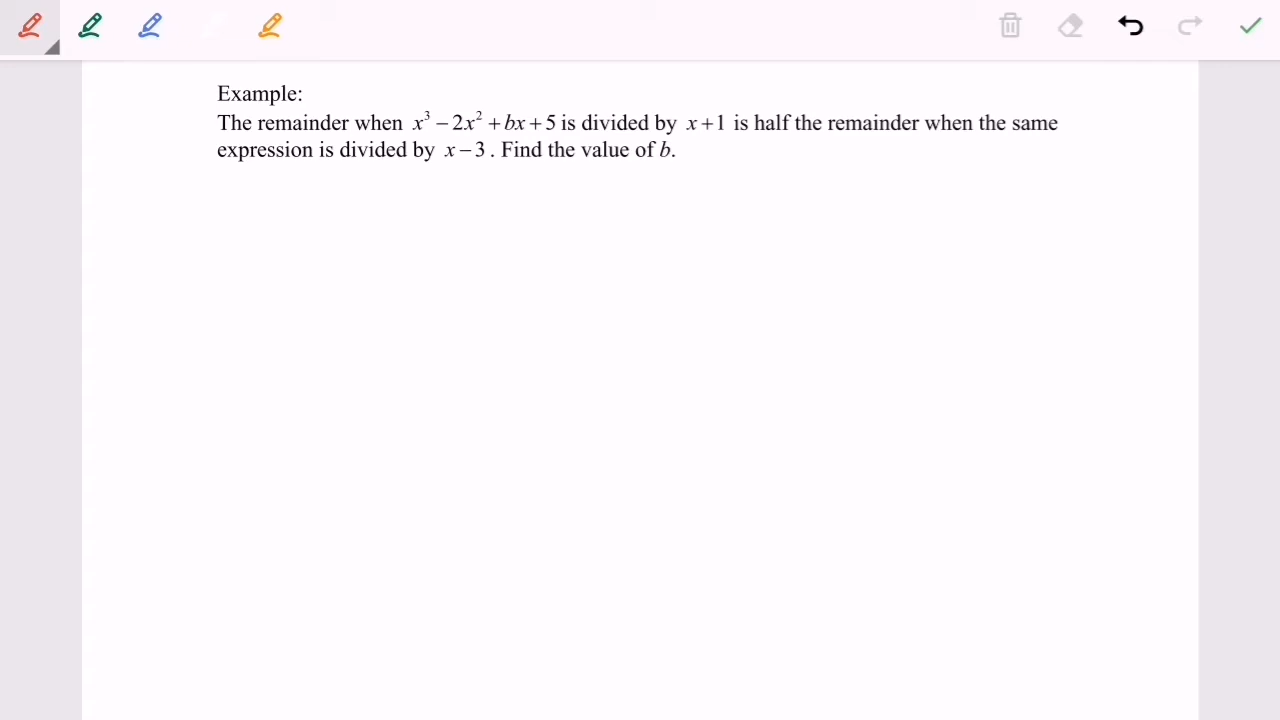 Example:
The remainder when x³ − 2x² + bx + 5 is divided by x + 1 is half the remainder when the same
expression is divided by x − 3. Find the value of b.